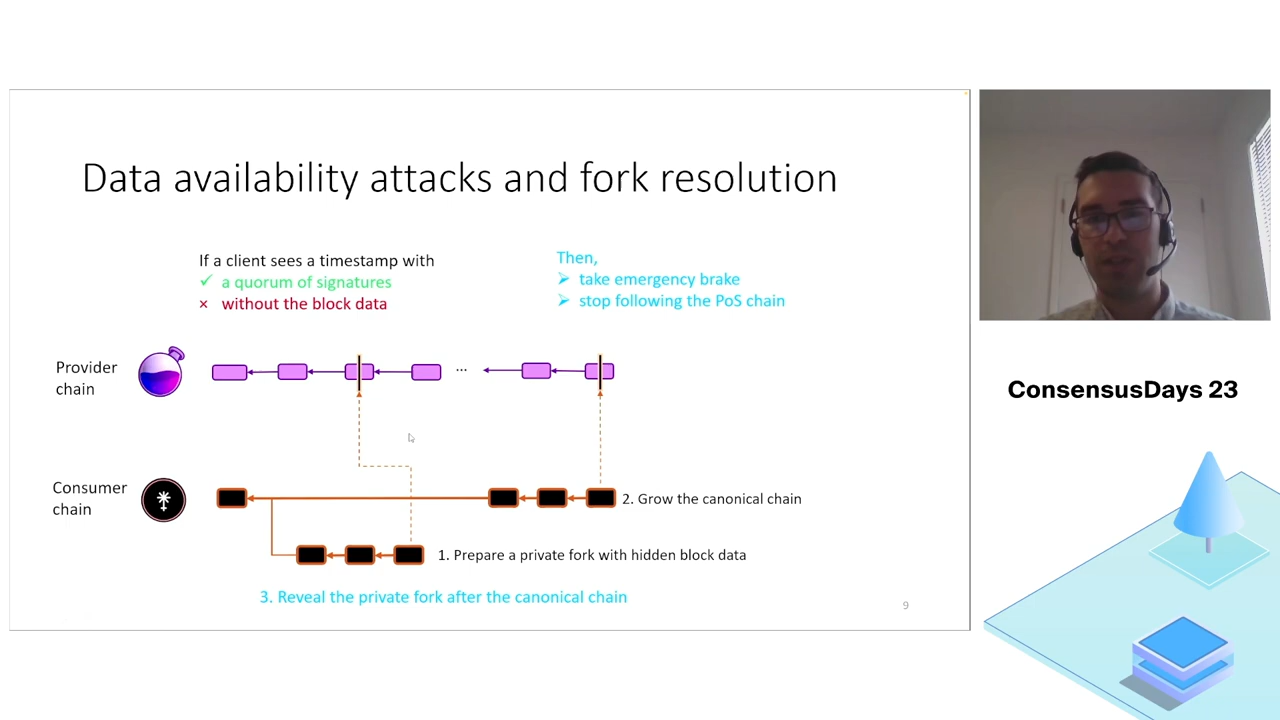 Data availability attacks and fork resolution
If a client sees a timestamp with
✓ a quorum of signatures
× without the block data
Then,
➢ take emergency brake
➢ stop following the PoS chain
Provider
chain
...
Consumer
chain
2. Grow the canonical chain
1. Prepare a private fork with hidden block data
3. Reveal the private fork after the canonical chain
9
ConsensusDays 23